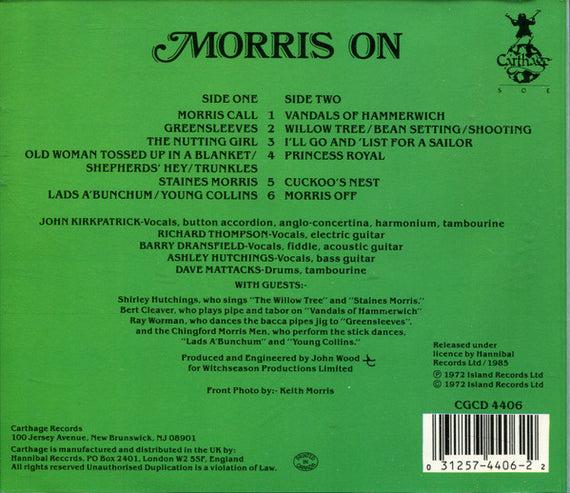 MORRIS ON
Carthage
S O E
SIDE ONE SIDE TWO
MORRIS CALL 1 VANDALS OF HAMMERWICH
GREENSLEEVES 2 WILLOW TREE/BEAN SETTING/SHOOTING
THE NUTTING GIRL 3 I'LL GO AND 'LIST FOR A SAILOR
OLD WOMAN TOSSED UP IN A BLANKET/ 4 PRINCESS ROYAL
SHEPHERDS' HEY/TRUNKLES
STAINES MORRIS 5 CUCKOO'S NEST
LADS A'BUNCHUM/YOUNG COLLINS 6 MORRIS OFF
JOHN KIRKPATRICK-Vocals, button accordion, anglo-concertina, harmonium, tambourine
RICHARD THOMPSON-Vocals, electric guitar
BARRY DRANSFIELD-Vocals, fiddle, acoustic guitar
ASHLEY HUTCHINGS-Vocals, bass guitar
DAVE MATTACKS-Drums, tambourine
WITH GUESTS:-
Shirley Hutchings, who sings "The Willow Tree" and "Staines Morris."
Bert Cleaver, who plays pipe and tabor on "Vandals of Hammerwich"
Ray Worman, who dances the bacca pipes jig to "Greensleeves"
and the Chingford Morris Men, who perform the stick dances,
"Lads A'Bunchum" and "Young Collins."
Produced and Engineered by John Wood
for Witchseason Productions Limited
Front Photo by:- Keith Morris
Released under
licence by Hannibal
Records Ltd/1985
℗ 1972 Island Records Ltd
© 1972 Island Records Ltd
CGCD 4406
0 31257-4406-2 2
Carthage Records
100 Jersey Avenue, New Brunswick, NJ 08901
Carthage is manufactured and distributed in the UK by:
Hannibal Records, PO Box 2401, London W2 5SF, England
All rights reserved Unauthorised Duplication is a violation of Law.
PRINTED IN CANADA